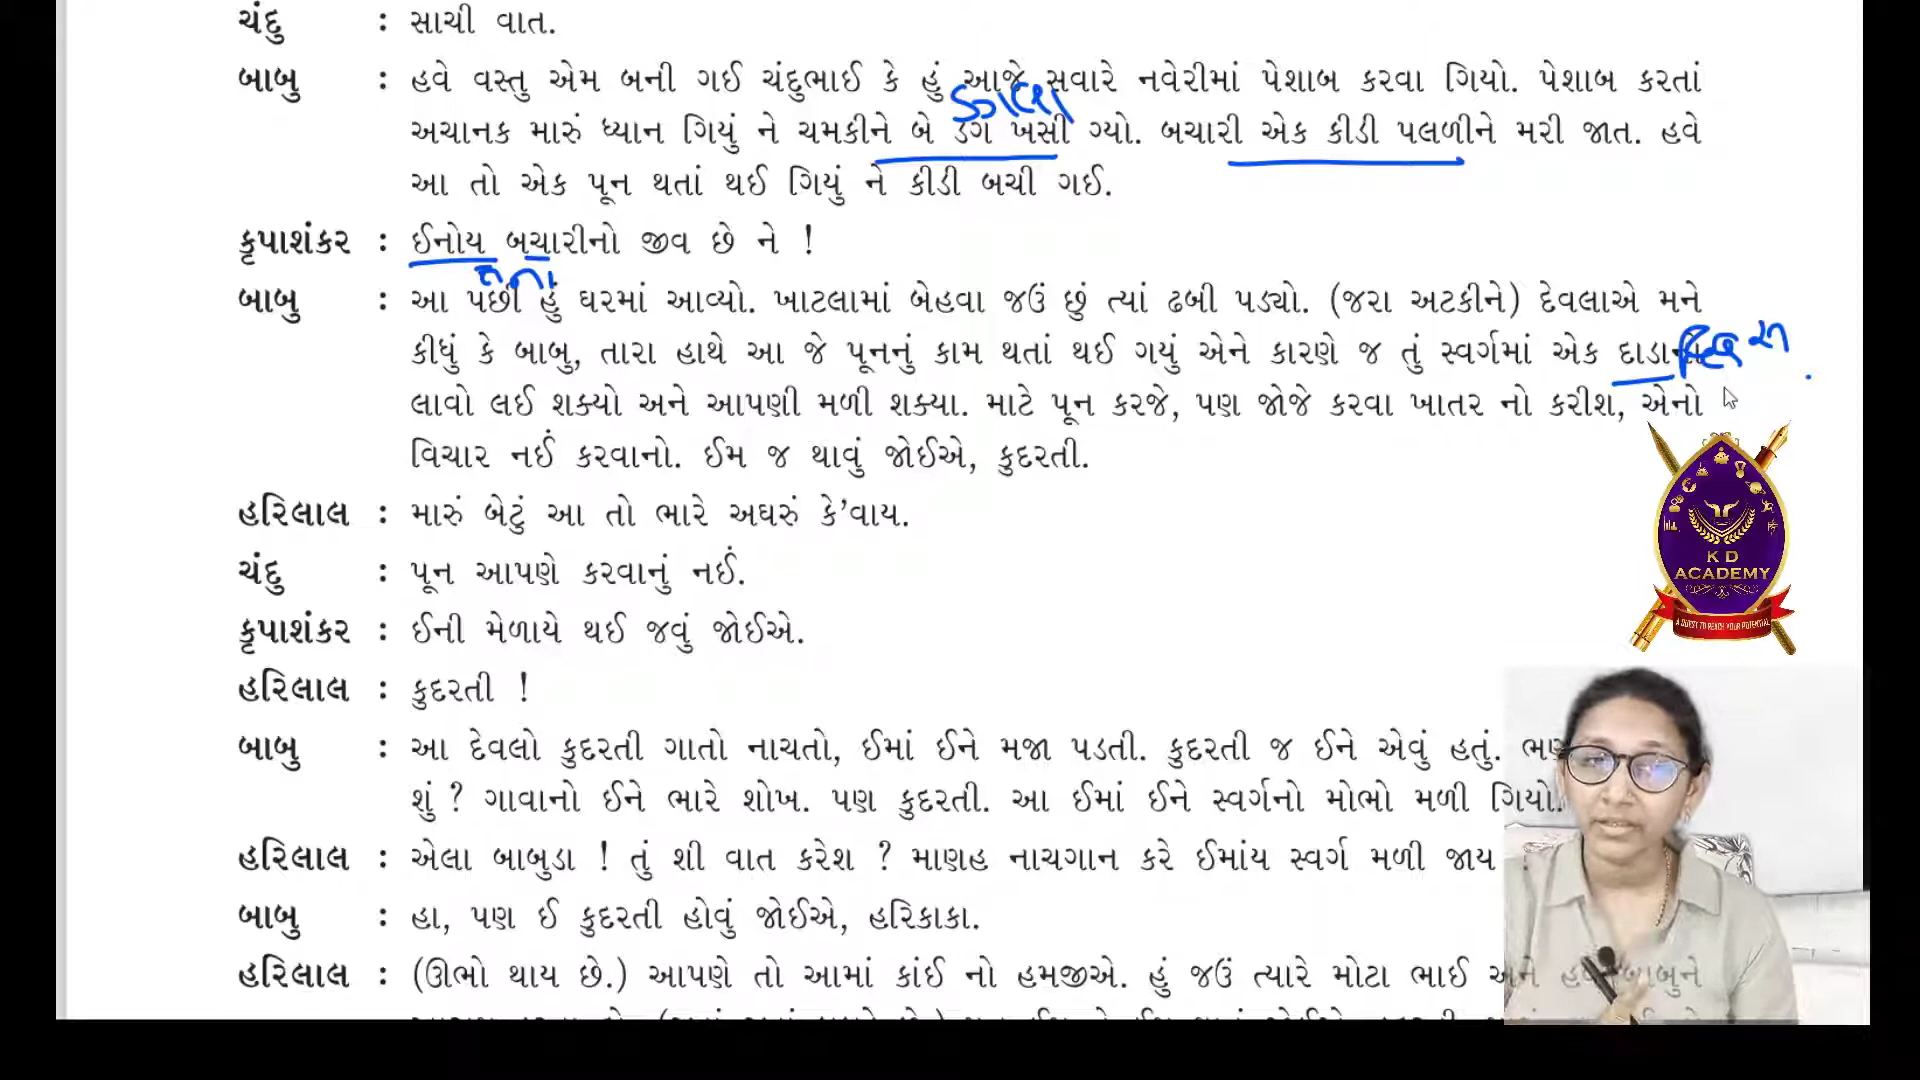 ચંદુ : સાચી વાત.
બાબુ : હવે વસ્તુ એમ બની ગઈ ચંદુભાઈ કે હું આજે સવારે નવેરીમાં પેશાબ કરવા ગિયો. પેશાબ કરતાં
અચાનક મારું ધ્યાન ગિયું ને ચમકીને બે ડગ ખસી ગ્યો. બચારી એક કીડી પલળીને મરી જાત. હવે
આ તો એક પૂન થતાં થઈ ગિયું ને કીડી બચી ગઈ.
કૃપાશંકર : ઈનોય બચારીનો જીવ છે ને !
બાબુ : આ પછી હું ઘરમાં આવ્યો. ખાટલામાં બેહવા જઉં છું ત્યાં ઢબી પડ્યો. (જરા અટકીને) દેવલાએ મને
કીધું કે બાબુ, તારા હાથે આ જે પૂનનું કામ થતાં થઈ ગયું એને કારણે જ તું સ્વર્ગમાં એક દાડાનો
લાવો લઈ શક્યો અને આપણી મળી શક્યા. માટે પૂન કરજે, પણ જોજે કરવા ખાતર નો કરીશ, એનો
વિચાર નઈં કરવાનો. ઈમ જ થાવું જોઈએ, કુદરતી.
હરિલાલ : મારું બેટું આ તો ભારે અઘરું કે'વાય.
ચંદુ : પૂન આપણે કરવાનું નઈં.
કૃપાશંકર : ઈની મેળાયે થઈ જવું જોઈએ.
હરિલાલ : કુદરતી !
બાબુ : આ દેવલો કુદરતી ગાતો નાચતો, ઈમાં ઈને મજા પડતી. કુદરતી જ ઈને એવું હતું.
શું ? ગાવાનો ઈને ભારે શોખ. પણ કુદરતી. આ ઈમાં ઈને સ્વર્ગનો મોભો મળી ગિયો.
હરિલાલ : એલા બાબુડા ! તું શી વાત કરેશ ? માણહ નાચગાન કરે ઈમાંય સ્વર્ગ મળી જાય
બાબુ : હા, પણ ઈ કુદરતી હોવું જોઈએ, હરિકાકા.
હરિલાલ : (ઊભો થાય છે.) આપણે તો આમાં કાંઈ નો હમજીએ. હું જઉં ત્યારે મોટા ભાઈ અને
K D
ACADEMY
A QUEST TO REACH YOUR POTENTIAL